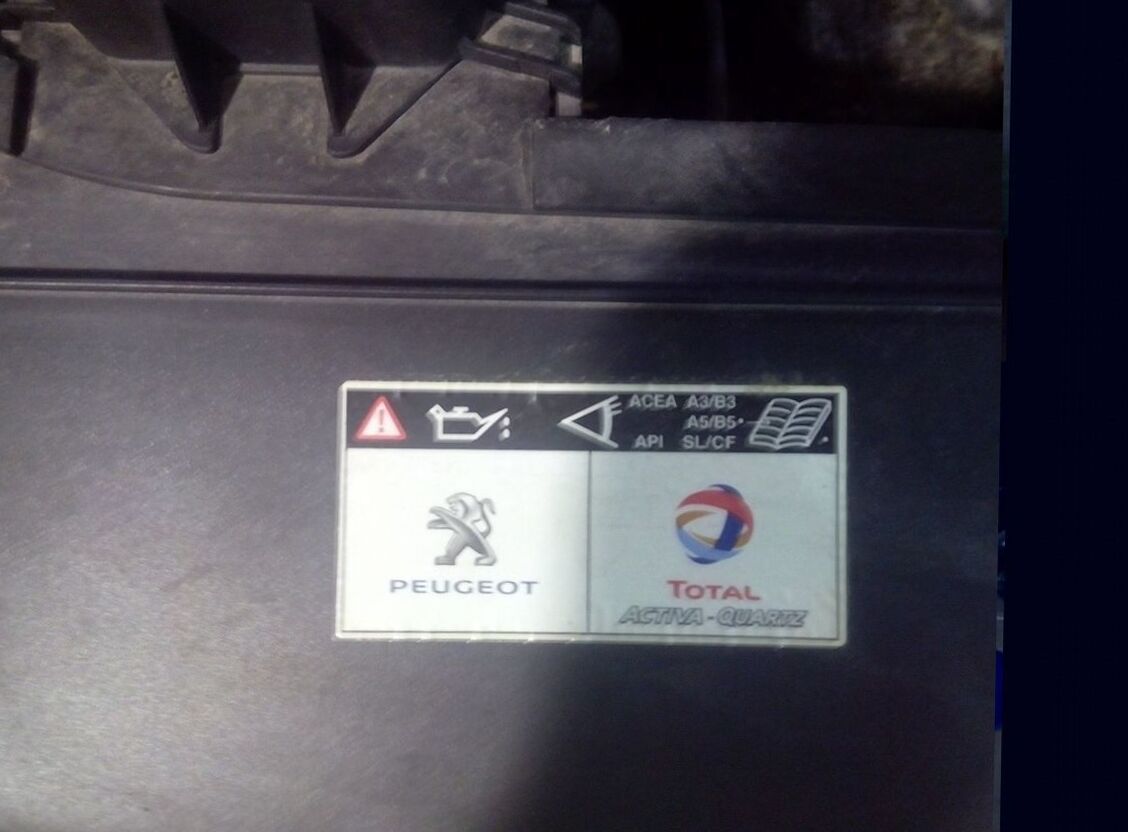 ACEA A3/B3
A5/B5*
API SL/CF
PEUGEOT
TOTAL
ACTIVA-QUARTZ